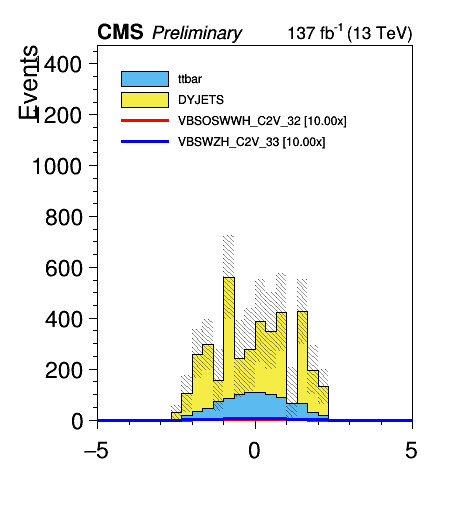 CMS Preliminary 137 fb⁻¹ (13 TeV)
Events
1400
1200
1000
800
600
400
200
0
ttbar
DYJETS
VBSOSWWH_C2V_32 [10.00x]
VBSWZH_C2V_33 [10.00x]
−5 0 5